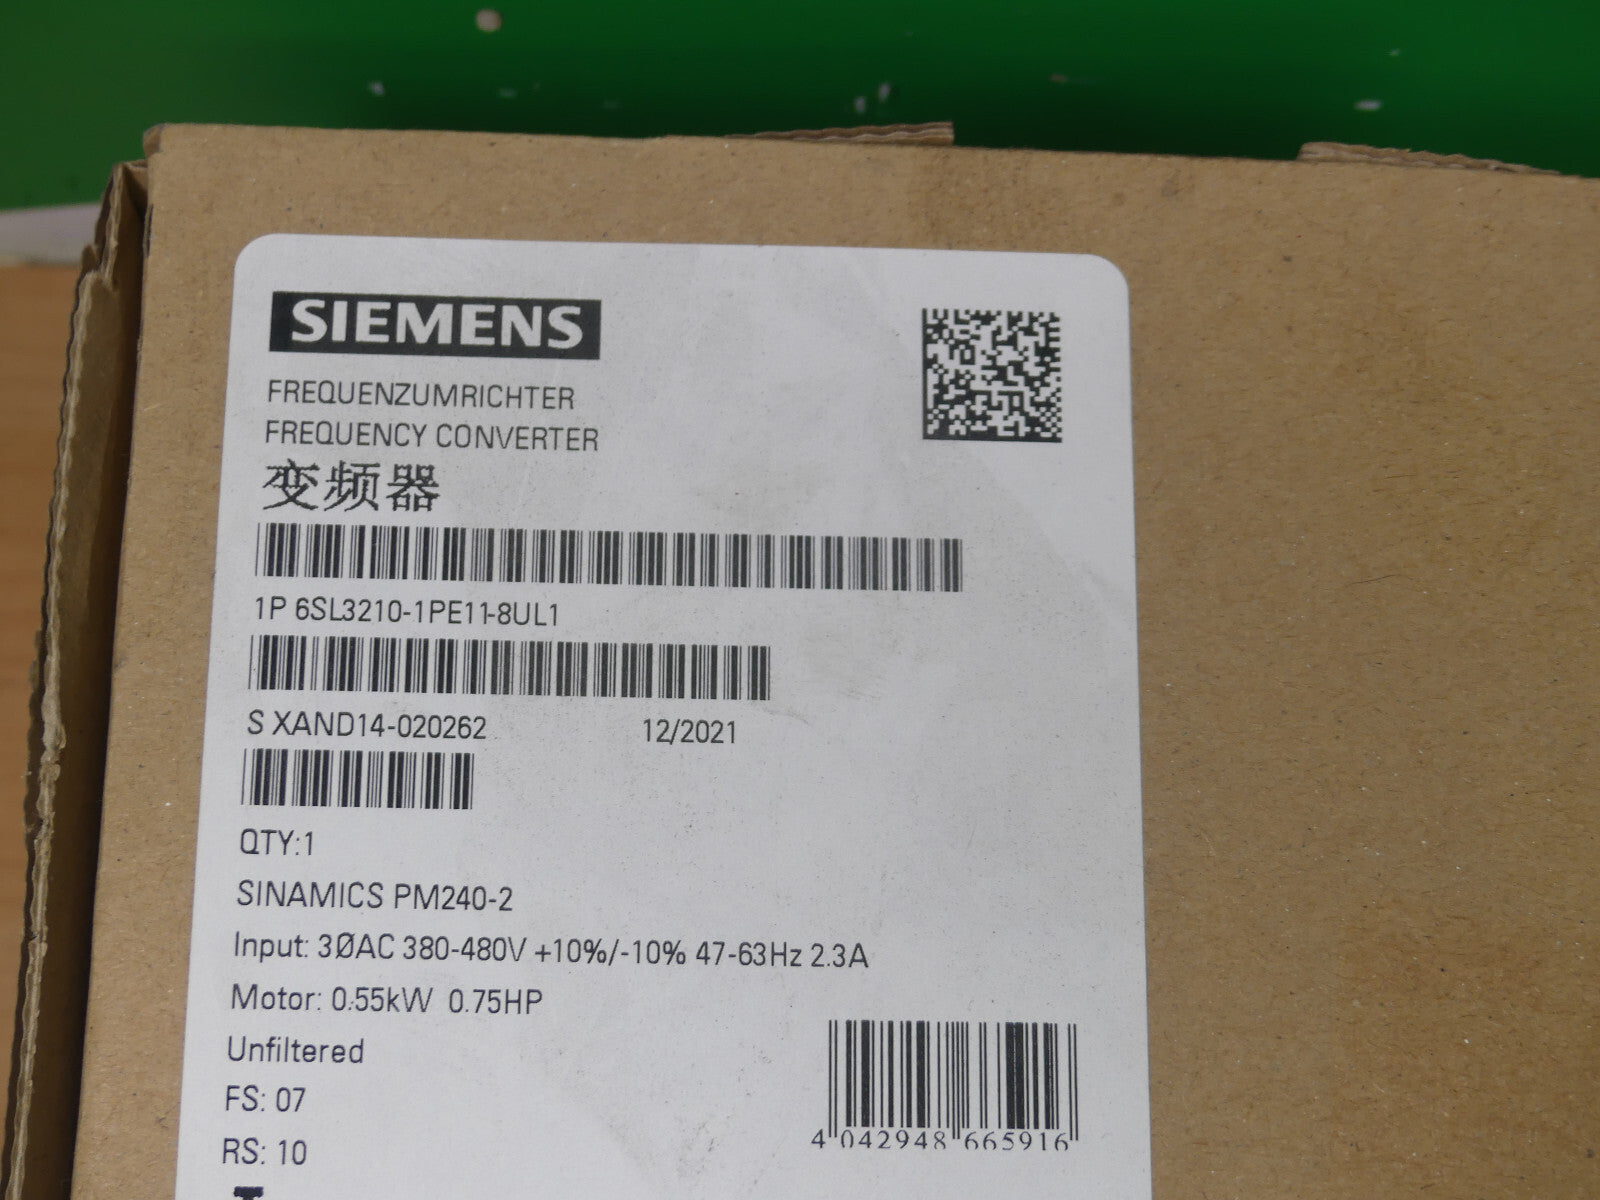 SIEMENS
FREQUENZUMRICHTER
FREQUENCY CONVERTER
变频器
1P 6SL3210-1PE11-8UL1
S XAND14-020262 12/2021
QTY:1
SINAMICS PM240-2
Input: 3ØAC 380-480V +10%/-10% 47-63Hz 2.3A
Motor: 0.55kW 0.75HP
Unfiltered
FS: 07
RS: 10
4 042948 665916